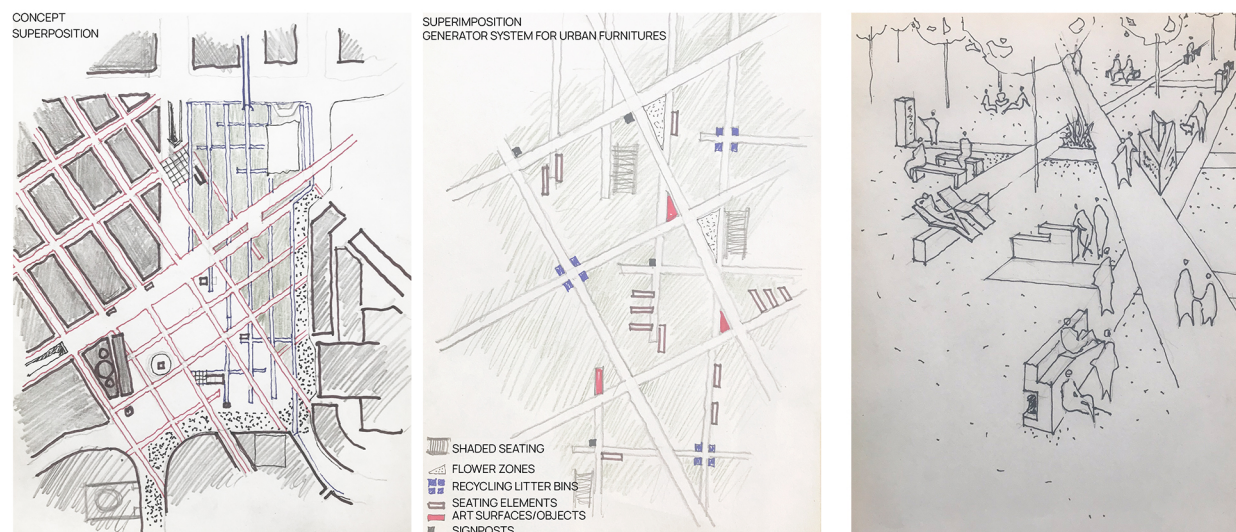 CONCEPT
SUPERPOSITION
SUPERIMPOSITION
GENERATOR SYSTEM FOR URBAN FURNITURES
SHADED SEATING
FLOWER ZONES
RECYCLING LITTER BINS
SEATING ELEMENTS
ART SURFACES/OBJECTS
SIGNPOSTS